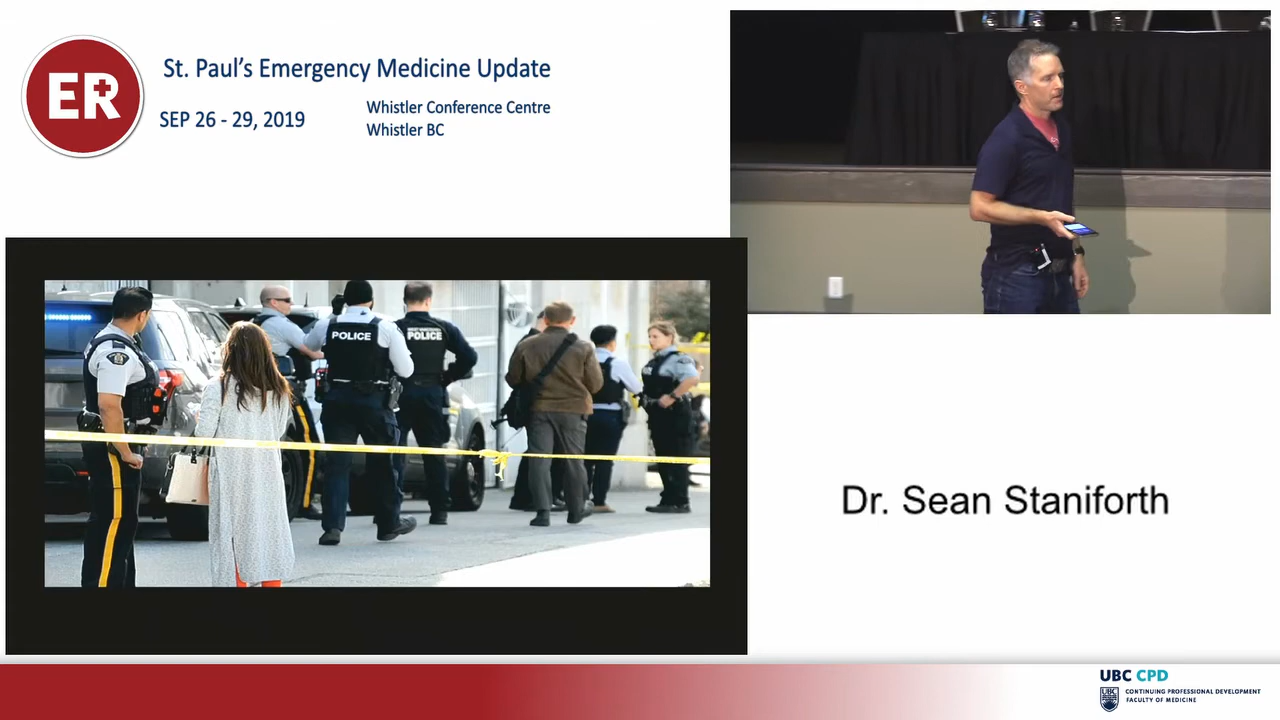 ER
St. Paul's Emergency Medicine Update
SEP 26 - 29, 2019
Whistler Conference Centre
Whistler BC
POLICE
POLICE
Dr. Sean Staniforth
UBC CPD
UBC
CONTINUING PROFESSIONAL DEVELOPMENT
FACULTY OF MEDICINE